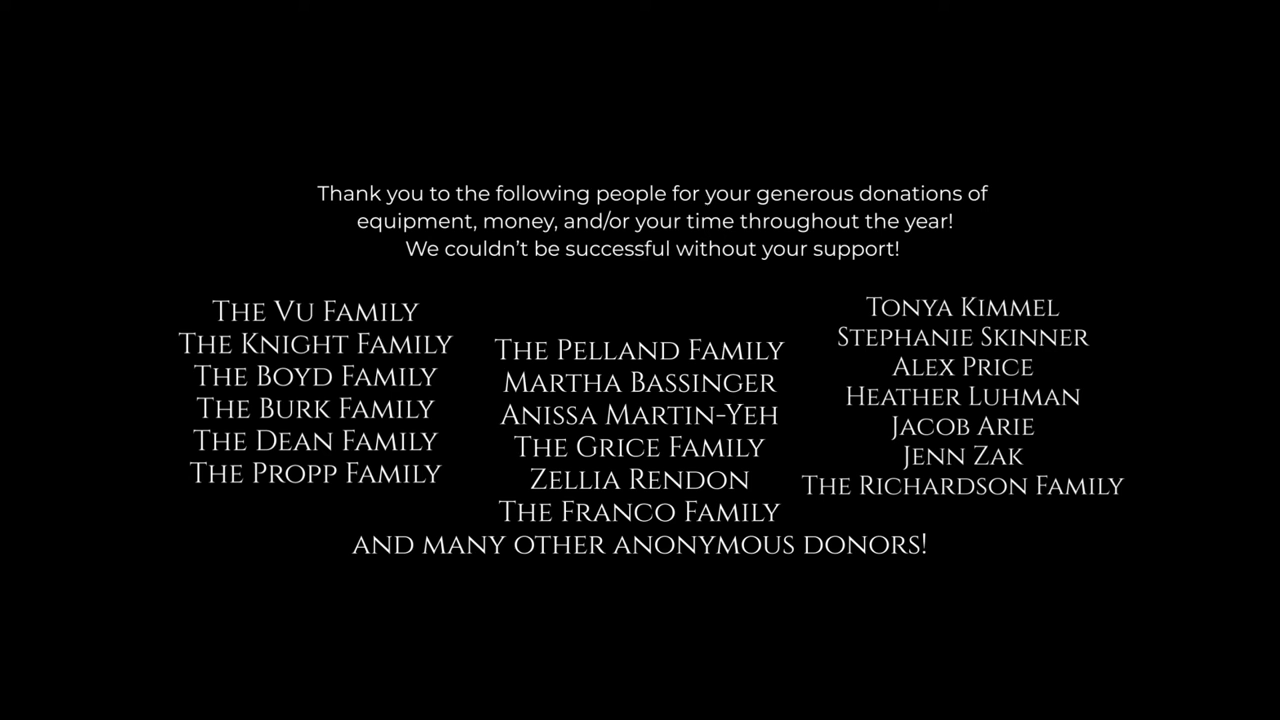 Thank you to the following people for your generous donations of
equipment, money, and/or your time throughout the year!
We couldn't be successful without your support!
The Vu Family
The Knight Family
The Boyd Family
The Burk Family
The Dean Family
The Propp Family
The Pelland Family
Martha Bassinger
Anissa Martin-Yeh
The Grice Family
Zellia Rendon
The Franco Family
Tonya Kimmel
Stephanie Skinner
Alex Price
Heather Luhman
Jacob Arie
Jenn Zak
The Richardson Family
and many other anonymous donors!